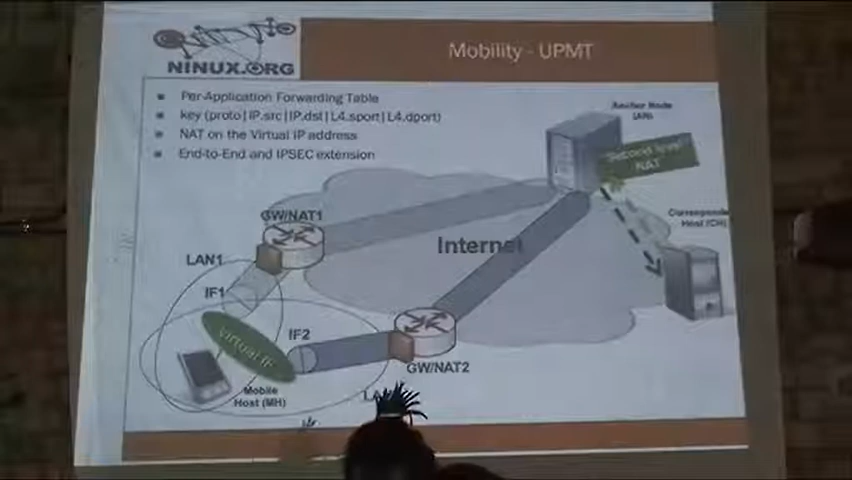 NINUX.ORG
Mobility - UPMT
Per-Application Forwarding Table
key (proto|IP.src|IP.dst|L4.sport|L4.dport)
NAT on the Virtual IP address
End-to-End and IPSEC extension
Anchor Node
(AN)
Second level
NAT
GW/NAT1
Corresponde
Host (CH)
Internet
LAN1
IF1
Virtual IF
IF2
GW/NAT2
Mobile
Host (MH)